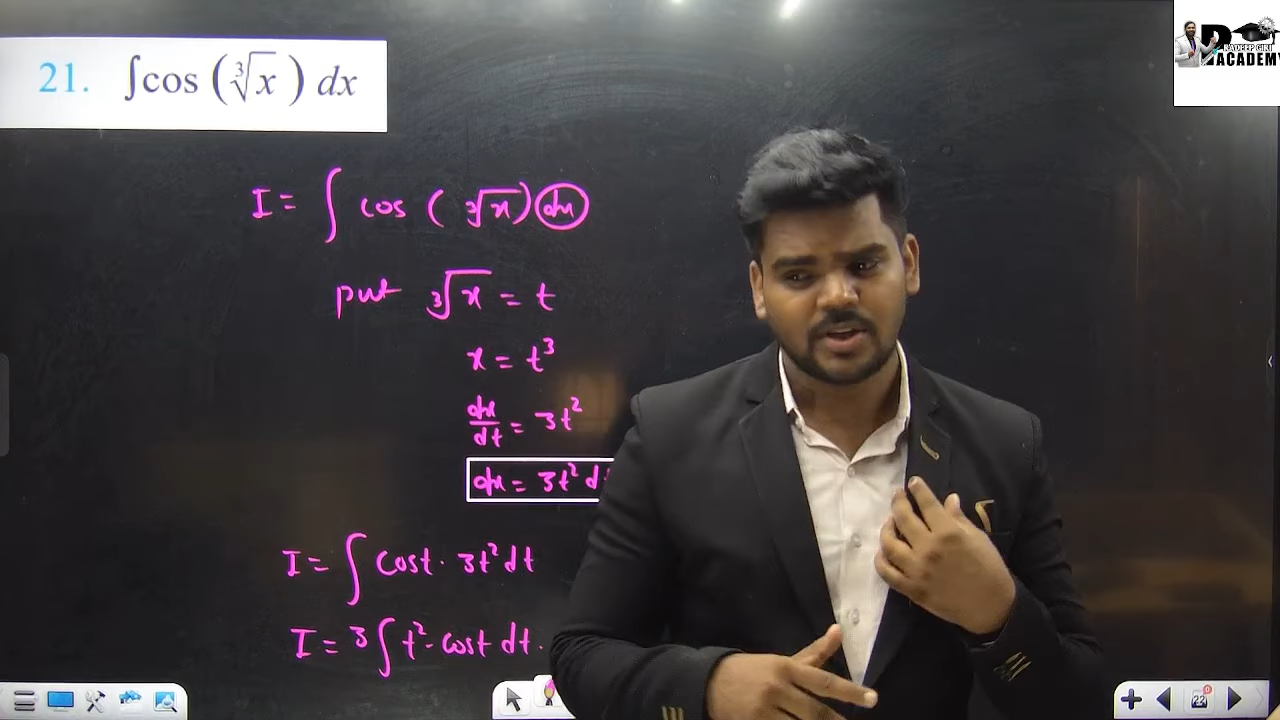 21. ∫cos (∛x) dx
I = ∫ cos (∛x) dx
put ∛x = t
x = t³
dx/dt = 3t²
dx = 3t² d
I = ∫ cost · 3t² dt
I = 3 ∫ t² · cost dt.
ACADEMY
22